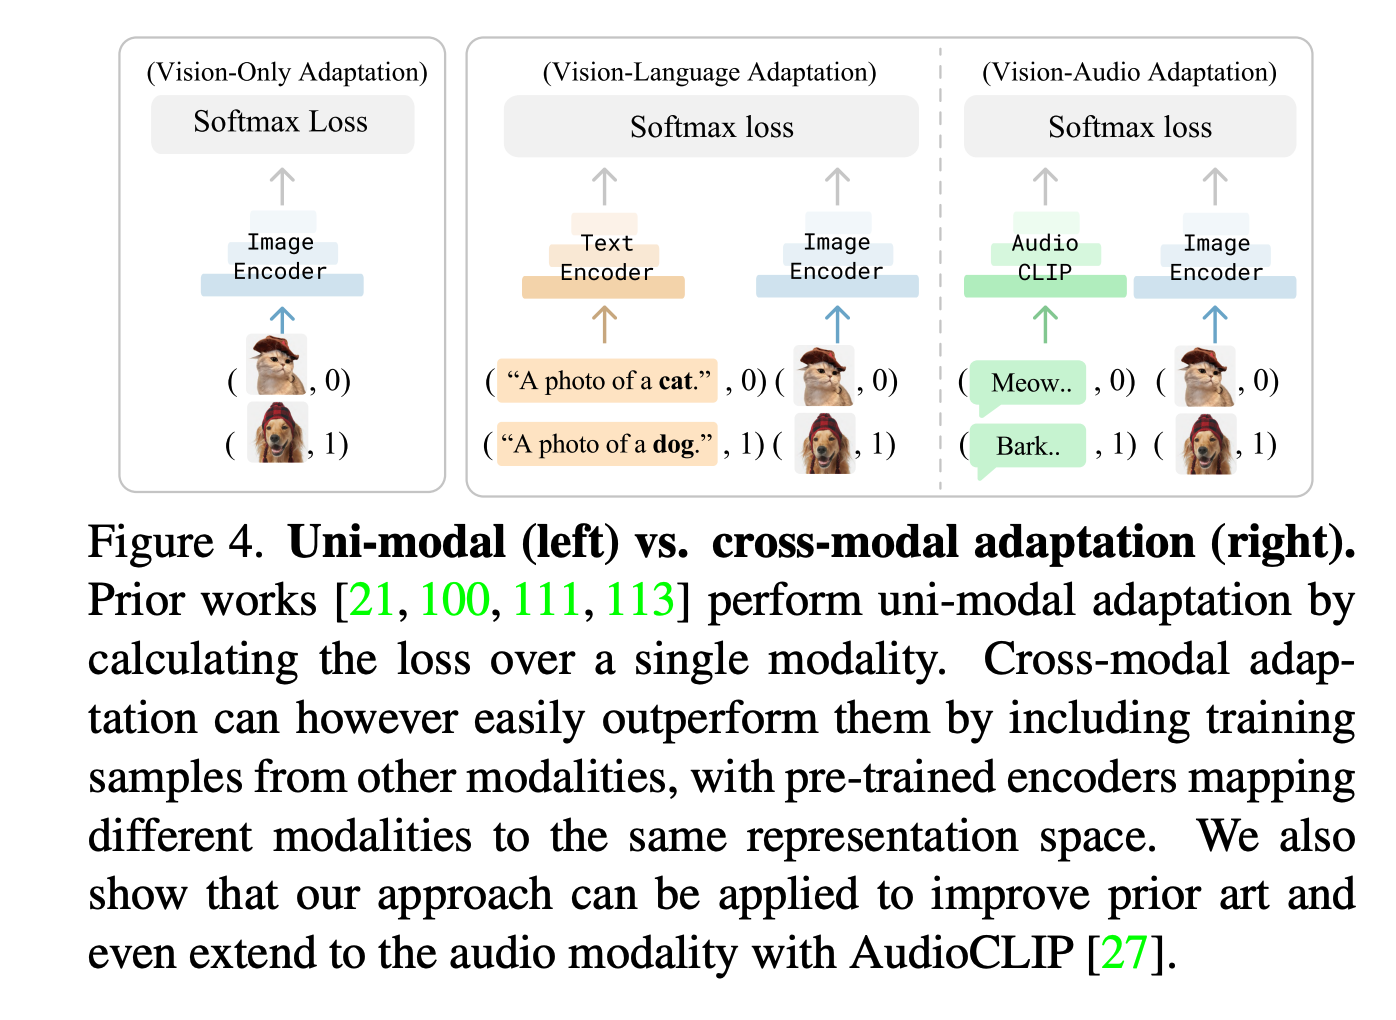 (Vision-Only Adaptation)
Softmax Loss
Image
Encoder
( , 0)
( , 1)
(Vision-Language Adaptation)
Softmax loss
Text
Encoder
Image
Encoder
( “A photo of a cat.” , 0) ( , 0)
( “A photo of a dog.” , 1) ( , 1)
(Vision-Audio Adaptation)
Softmax loss
Audio
CLIP
Image
Encoder
( Meow.. , 0) ( , 0)
( Bark.. , 1) ( , 1)
Figure 4. Uni-modal (left) vs. cross-modal adaptation (right).
Prior works [21, 100, 111, 113] perform uni-modal adaptation by
calculating the loss over a single modality. Cross-modal adap-
tation can however easily outperform them by including training
samples from other modalities, with pre-trained encoders mapping
different modalities to the same representation space. We also
show that our approach can be applied to improve prior art and
even extend to the audio modality with AudioCLIP [27].